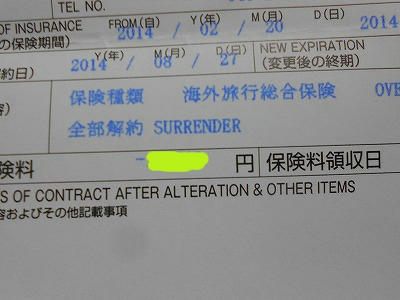 TEL NO.
OF INSURANCE FROM(自) Y(年) M(月) D(日)
の保険期間) 2014 / 02 / 20 2014
Y(年) M(月) D(日) NEW EXPIRATION
約日) 2014 / 08 / 27 (変更後の終期)
保険種類 海外旅行総合保険 OVE
容) 全部解約 SURRENDER
険料 - 円 保険料領収日
S OF CONTRACT AFTER ALTERATION & OTHER ITEMS
容およびその他記載事項